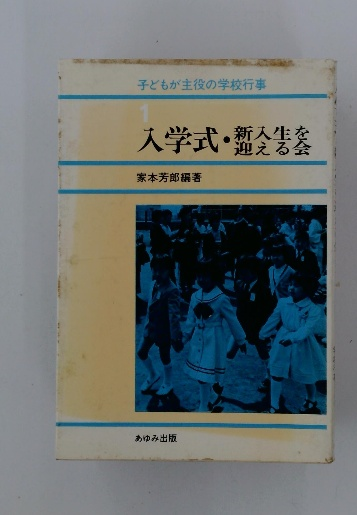 子どもが主役の学校行事
1
入学式・新入生を
迎える会
家本芳郎編著
あゆみ出版